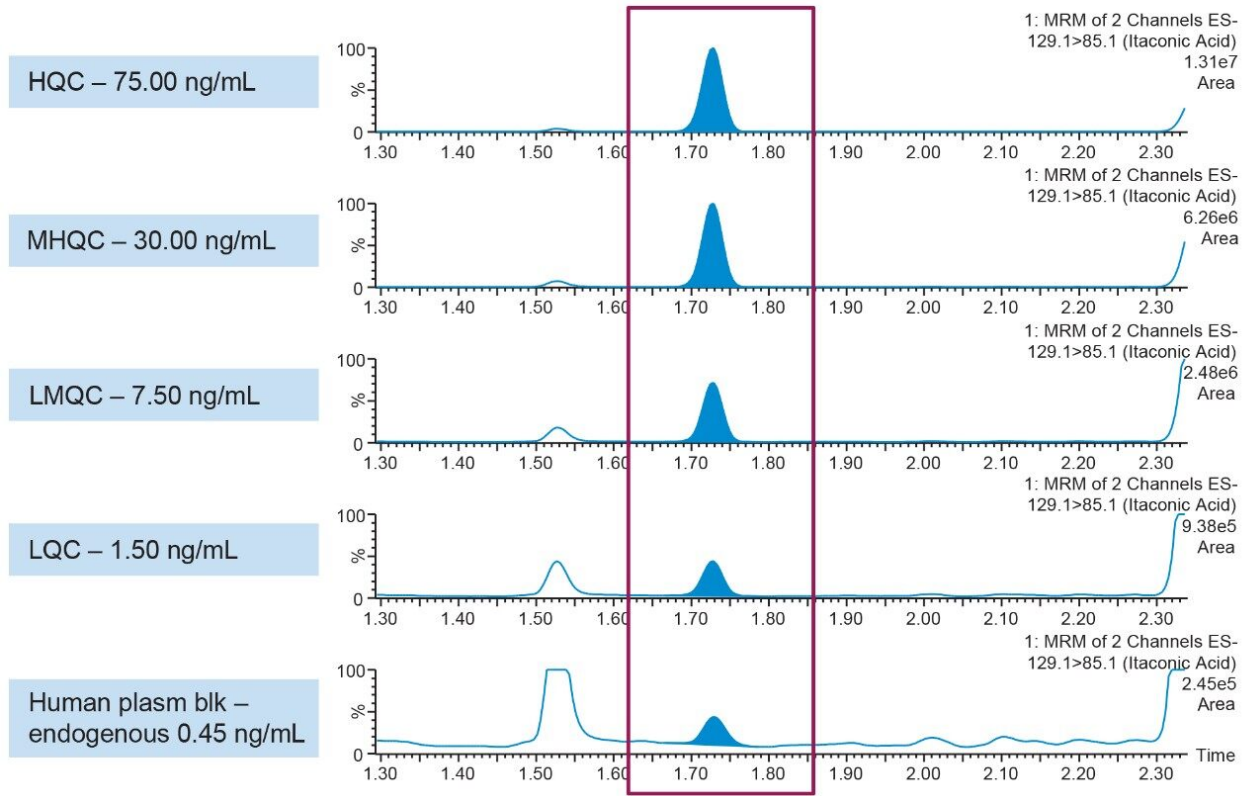 1: MRM of 2 Channels ES-
129.1>85.1 (Itaconic Acid)
1.31e7
Area
HQC – 75.00 ng/mL
100
%
0
1.30 1.40 1.50 1.60 1.70 1.80 1.90 2.00 2.10 2.20 2.30
1: MRM of 2 Channels ES-
129.1>85.1 (Itaconic Acid)
6.26e6
Area
MHQC – 30.00 ng/mL
100
%
0
1.30 1.40 1.50 1.60 1.70 1.80 1.90 2.00 2.10 2.20 2.30
1: MRM of 2 Channels ES-
129.1>85.1 (Itaconic Acid)
2.48e6
Area
LMQC – 7.50 ng/mL
100
%
0
1.30 1.40 1.50 1.60 1.70 1.80 1.90 2.00 2.10 2.20 2.30
1: MRM of 2 Channels ES-
129.1>85.1 (Itaconic Acid)
9.38e5
Area
LQC – 1.50 ng/mL
100
%
0
1.30 1.40 1.50 1.60 1.70 1.80 1.90 2.00 2.10 2.20 2.30
1: MRM of 2 Channels ES-
129.1>85.1 (Itaconic Acid)
2.45e5
Area
Human plasm blk –
endogenous 0.45 ng/mL
100
%
0
Time
1.30 1.40 1.50 1.60 1.70 1.80 1.90 2.00 2.10 2.20 2.30